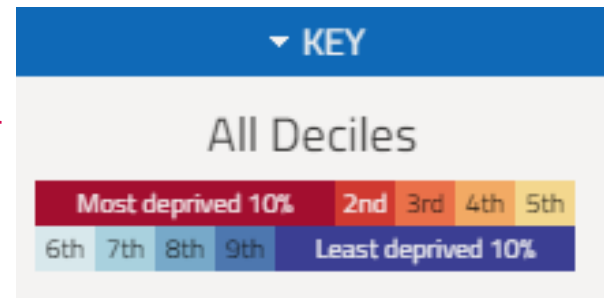 KEY
All Deciles
Most deprived 10% 2nd 3rd 4th 5th
6th 7th 8th 9th Least deprived 10%